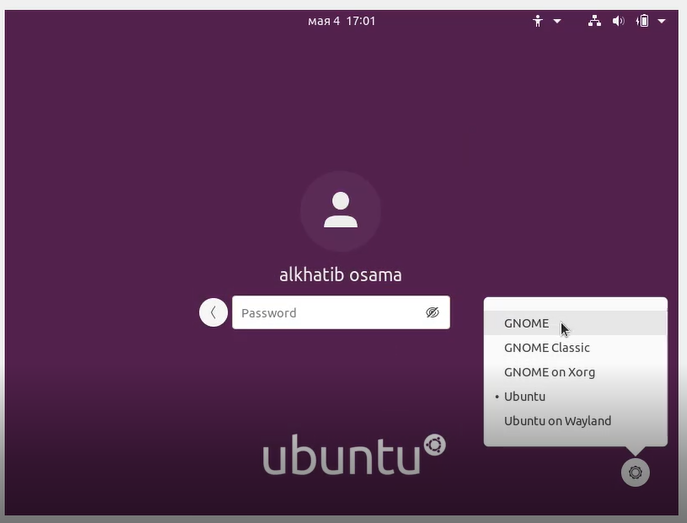 мая 4 17:01
alkhatib osama
Password
GNOME
GNOME Classic
GNOME on Xorg
• Ubuntu
Ubuntu on Wayland
ubuntu